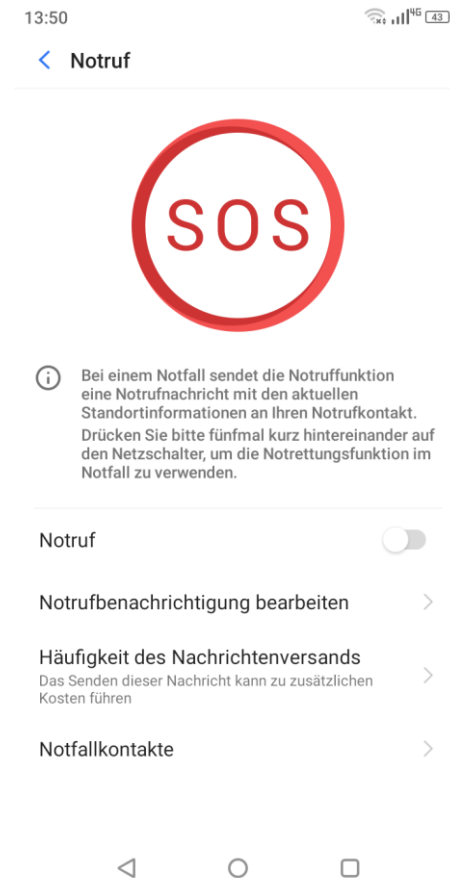 13:50
4G
43
Notruf
SOS
Bei einem Notfall sendet die Notruffunktion
eine Notrufnachricht mit den aktuellen
Standortinformationen an Ihren Notrufkontakt.
Drücken Sie bitte fünfmal kurz hintereinander auf
den Netzschalter, um die Notrettungsfunktion im
Notfall zu verwenden.
Notruf
Notrufbenachrichtigung bearbeiten
Häufigkeit des Nachrichtenversands
Das Senden dieser Nachricht kann zu zusätzlichen
Kosten führen
Notfallkontakte